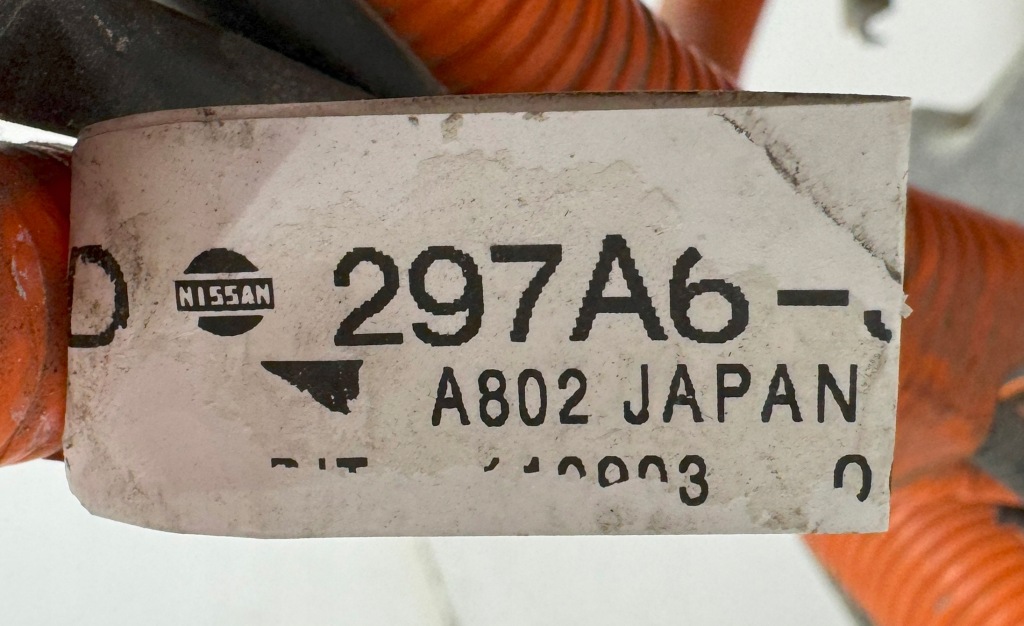 D NISSAN 297A6-
A802 JAPAN